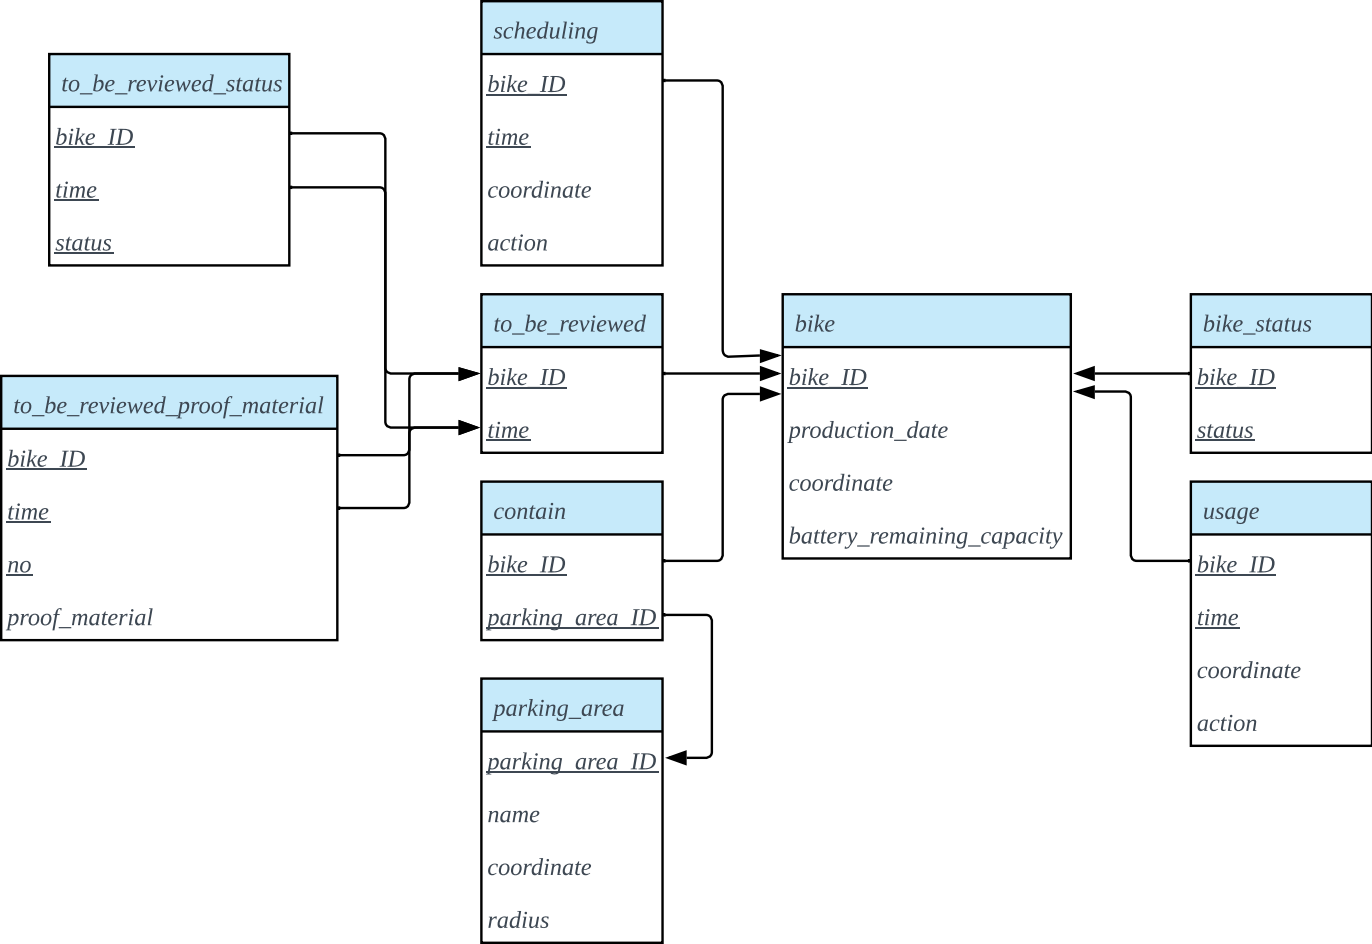 scheduling
bike_ID
time
coordinate
action
to_be_reviewed_status
bike_ID
time
status
to_be_reviewed
bike_ID
time
bike
bike_ID
production_date
coordinate
battery_remaining_capacity
bike_status
bike_ID
status
to_be_reviewed_proof_material
bike_ID
time
no
proof_material
contain
bike_ID
parking_area_ID
usage
bike_ID
time
coordinate
action
parking_area
parking_area_ID
name
coordinate
radius